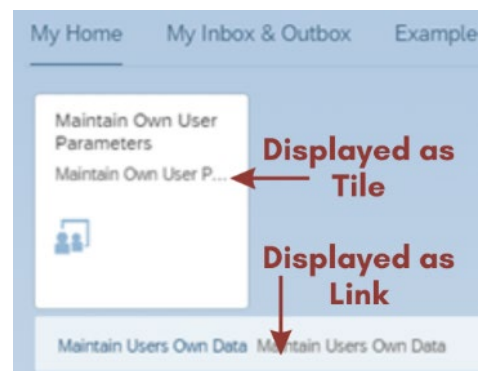 My Home My Inbox & Outbox Example
Maintain Own User
Parameters
Maintain Own User P...
Displayed as
Tile
Displayed as
Link
Maintain Users Own Data Maintain Users Own Data